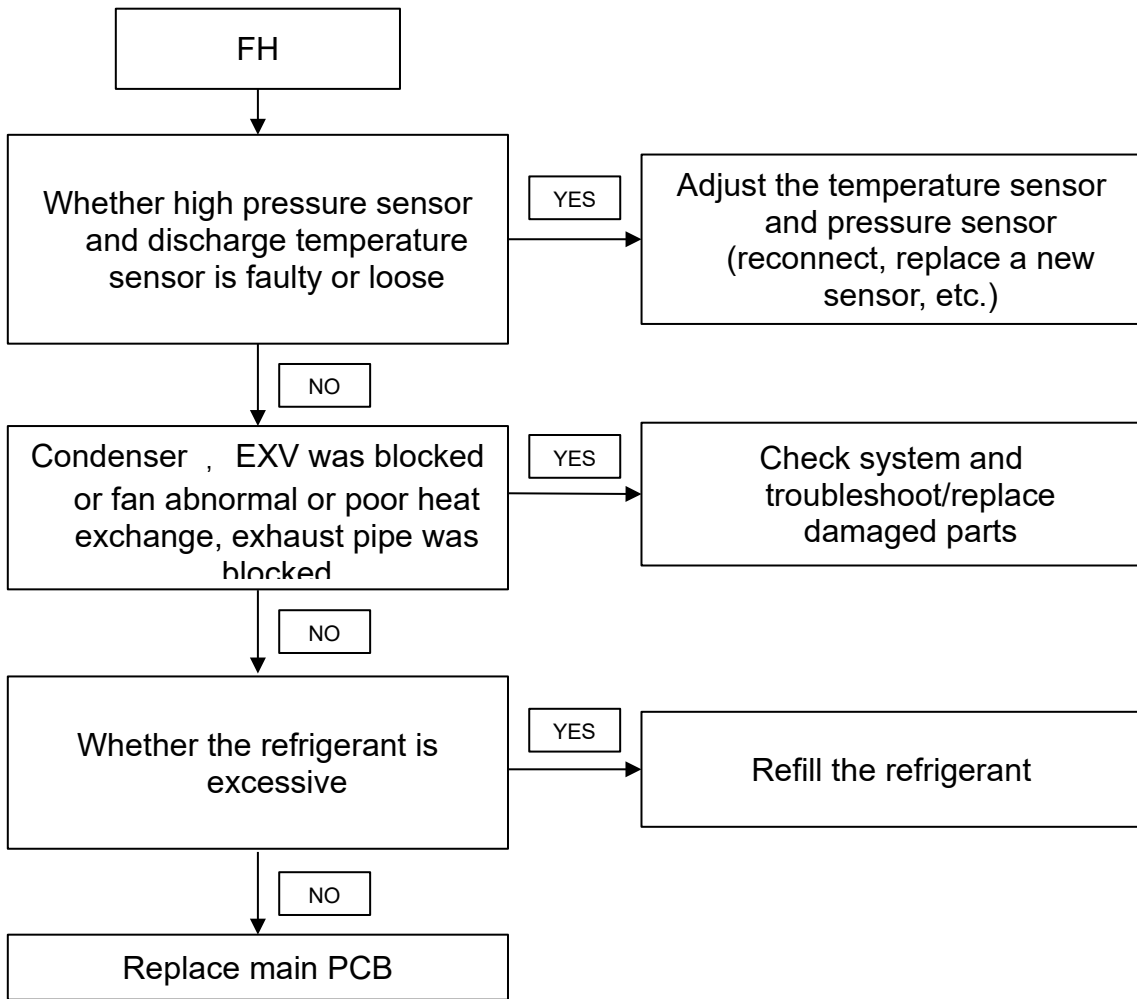 FH
Whether high pressure sensor
and discharge temperature
sensor is faulty or loose
YES
Adjust the temperature sensor
and pressure sensor
(reconnect, replace a new
sensor, etc.)
NO
Condenser ， EXV was blocked
or fan abnormal or poor heat
exchange, exhaust pipe was
blocked
YES
Check system and
troubleshoot/replace
damaged parts
NO
Whether the refrigerant is
excessive
YES
Refill the refrigerant
NO
Replace main PCB